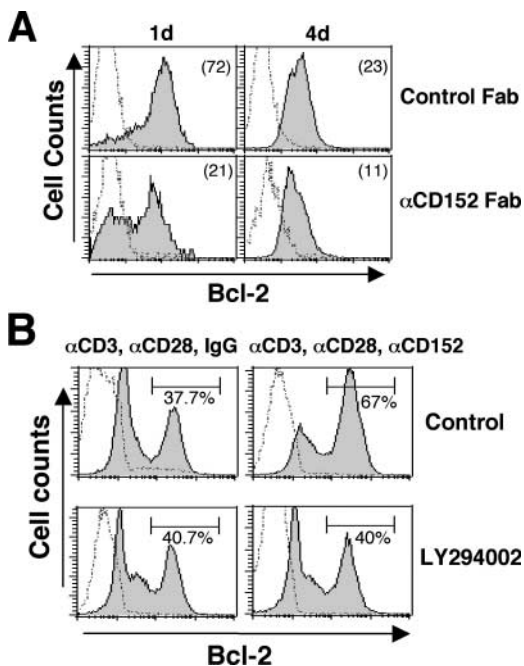 A
1d 4d
Cell Counts
(72) (23)
Control Fab
(21) (11)
αCD152 Fab
Bcl-2
B
αCD3, αCD28, IgG αCD3, αCD28, αCD152
Cell counts
37.7% 67%
Control
40.7% 40%
LY294002
Bcl-2